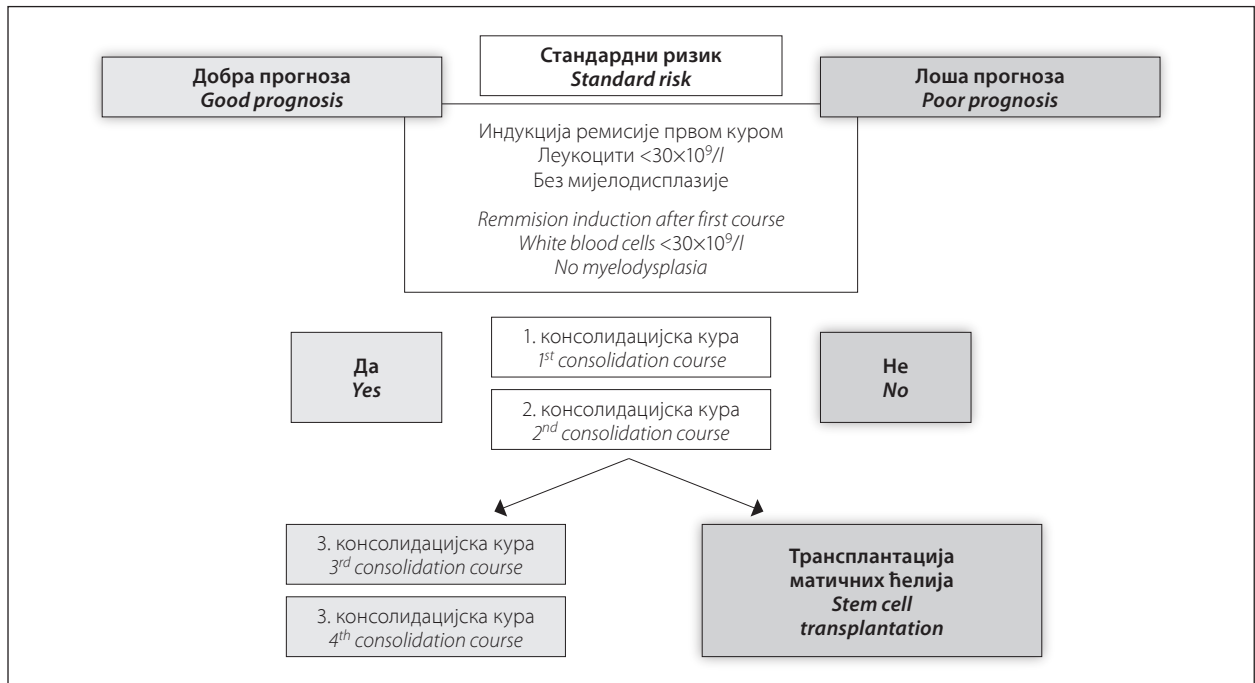 Добра прогноза
Good prognosis
Стандардни ризик
Standard risk
Лоша прогноза
Poor prognosis
Индукција ремисије првом куром
Леукоцити <30×10⁹/l
Без мијелодисплазије
Remmision induction after first course
White blood cells <30×10⁹/l
No myelodysplasia
Да
Yes
1. консолидацијска кура
1st consolidation course
2. консолидацијска кура
2nd consolidation course
Не
No
3. консолидацијска кура
3rd consolidation course
3. консолидацијска кура
4th consolidation course
Трансплантација
матичних ћелија
Stem cell
transplantation